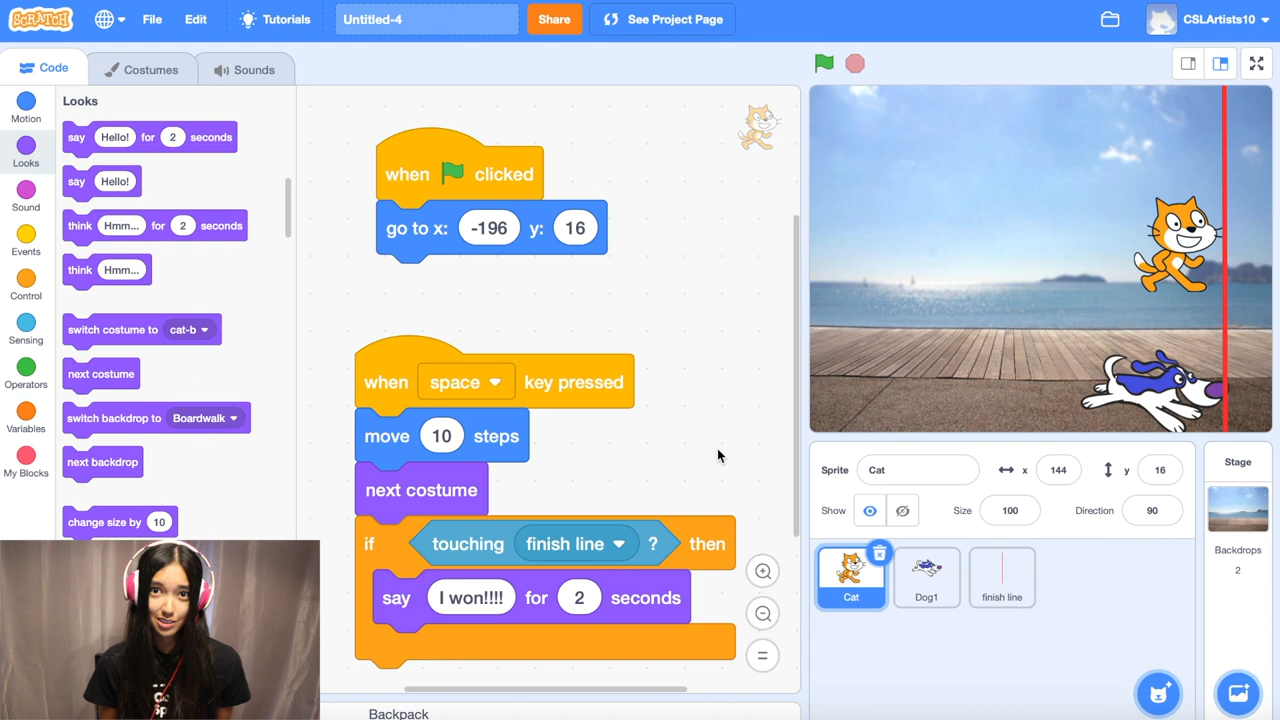 SCRATCH
File
Edit
Tutorials
Untitled-4
Share
See Project Page
CSLArtists10
Code
Costumes
Sounds
Motion
Looks
Sound
Events
Control
Sensing
Operators
Variables
My Blocks
Looks
say Hello! for 2 seconds
say Hello!
think Hmm... for 2 seconds
think Hmm...
switch costume to cat-b
next costume
switch backdrop to Boardwalk
next backdrop
change size by 10
when clicked
go to x: -196 y: 16
when space key pressed
move 10 steps
next costume
if touching finish line ? then
say I won!!!! for 2 seconds
Backpack
Sprite Cat x 144 y 16
Show Size 100 Direction 90
Cat
Dog1
finish line
Stage
Backdrops
2